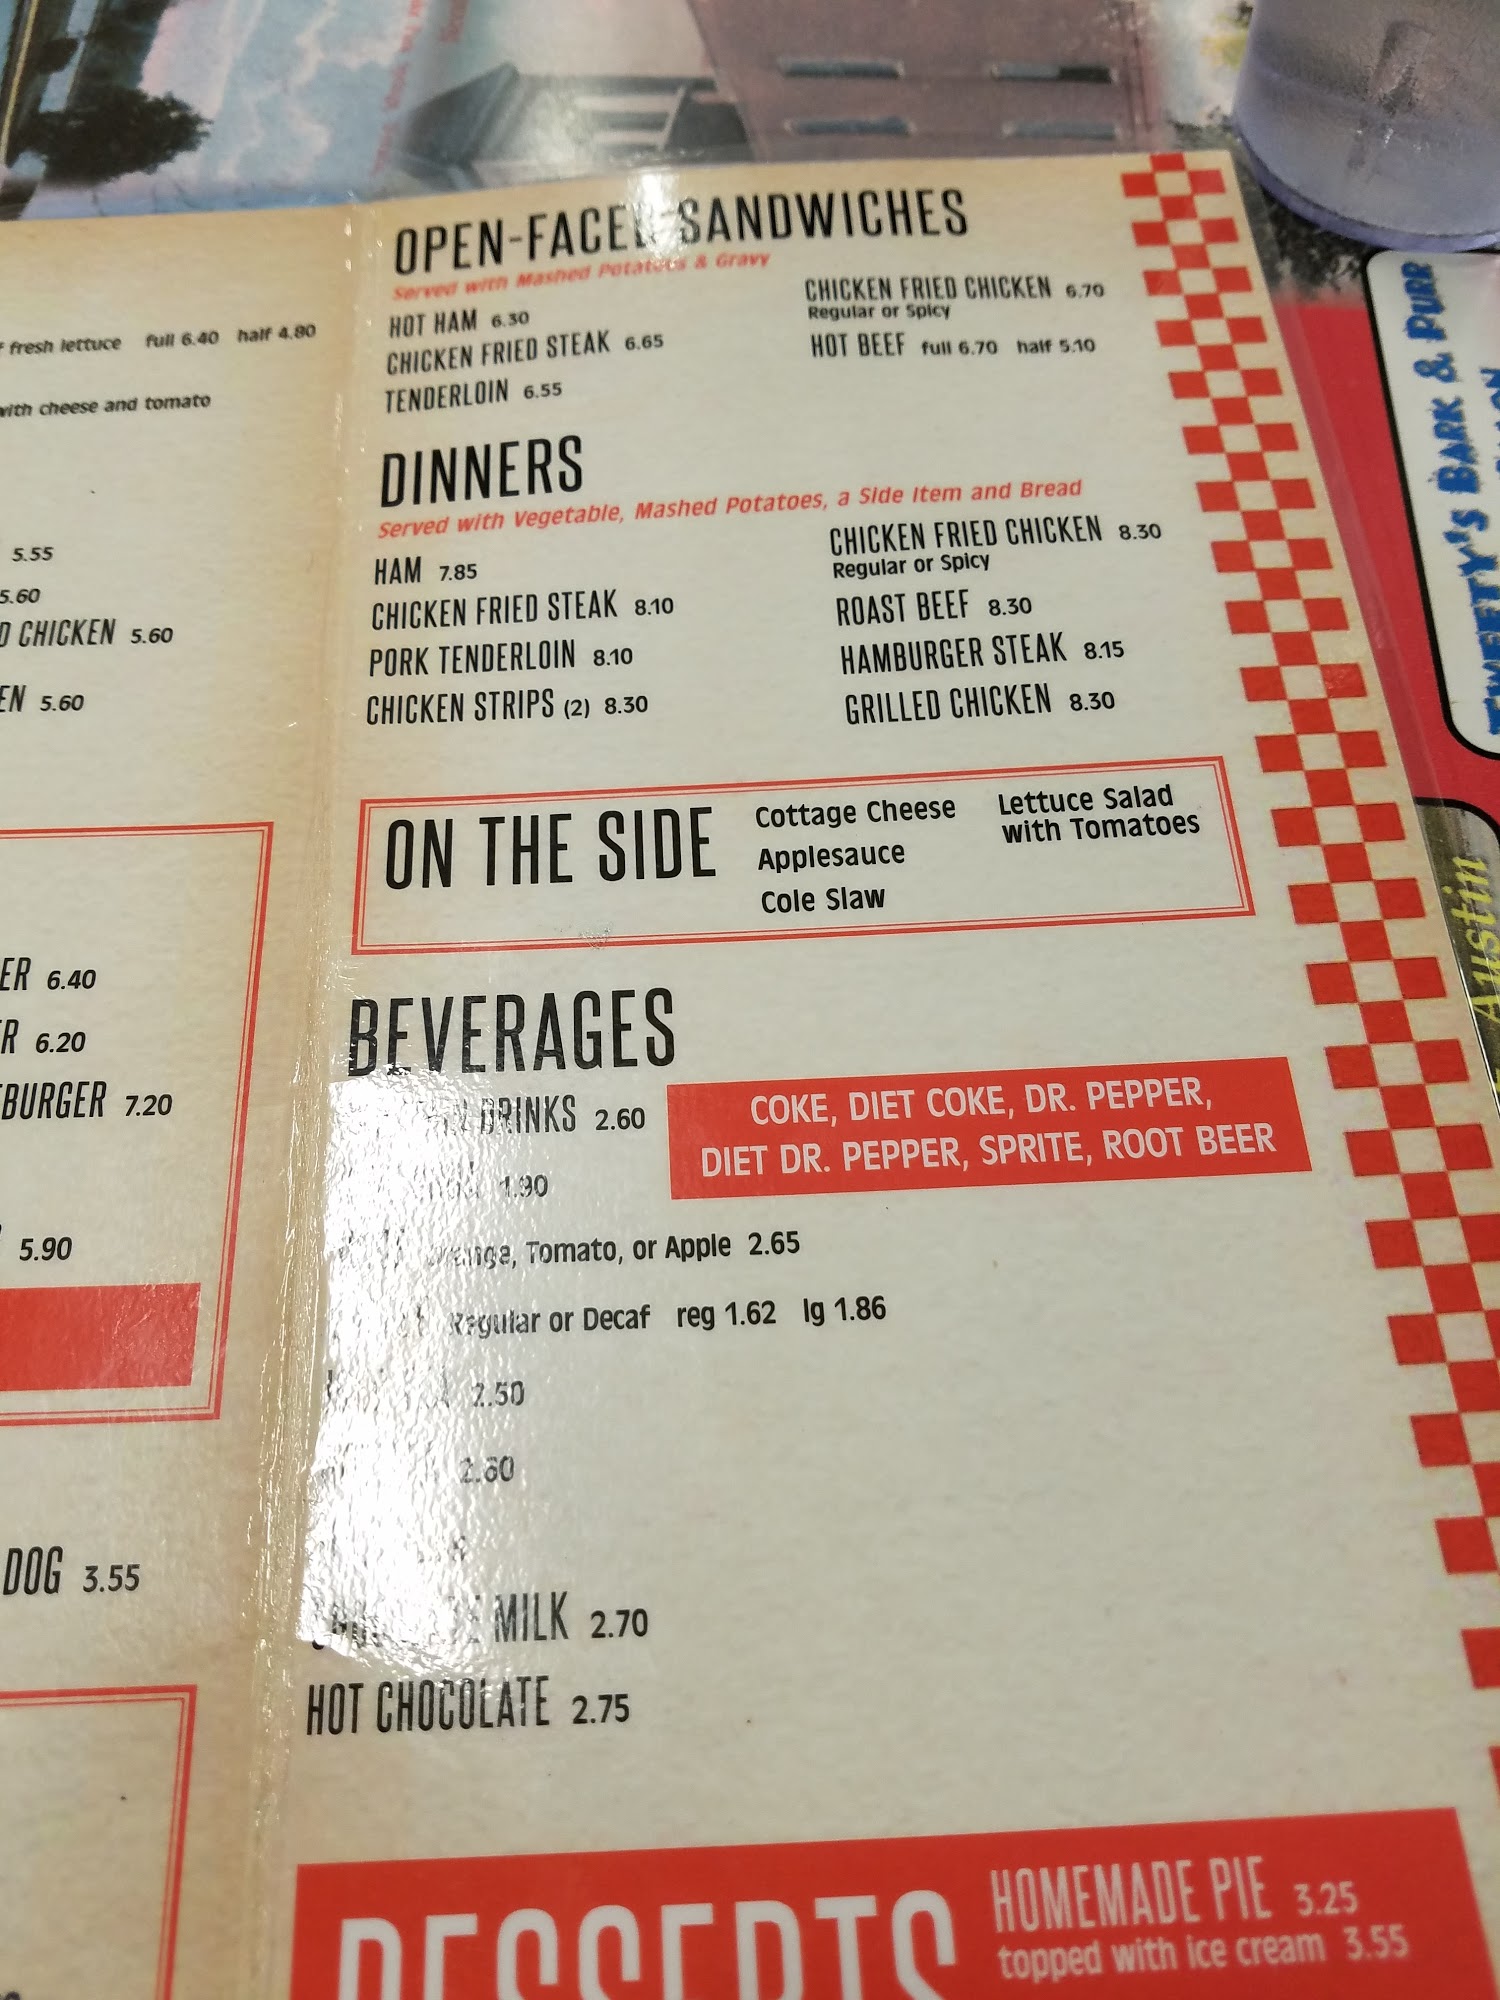 fresh lettuce full 6.40 half 4.80
with cheese and tomato
5.55
5.60
CHICKEN 5.60
5.60
6.40
6.20
BURGER 7.20
5.90
DOG 3.55
OPEN-FACED SANDWICHES
Served with Mashed Potatoes & Gravy
HOT HAM 6.30
CHICKEN FRIED STEAK 6.65
TENDERLOIN 6.55
CHICKEN FRIED CHICKEN 6.70
Regular or Spicy
HOT BEEF full 6.70 half 5.10
DINNERS
Served with Vegetable, Mashed Potatoes, a Side Item and Bread
HAM 7.85
CHICKEN FRIED STEAK 8.10
PORK TENDERLOIN 8.10
CHICKEN STRIPS (2) 8.30
CHICKEN FRIED CHICKEN 8.30
Regular or Spicy
ROAST BEEF 8.30
HAMBURGER STEAK 8.15
GRILLED CHICKEN 8.30
ON THE SIDE
Cottage Cheese
Applesauce
Cole Slaw
Lettuce Salad
with Tomatoes
BEVERAGES
DRINKS 2.60
COKE, DIET COKE, DR. PEPPER,
DIET DR. PEPPER, SPRITE, ROOT BEER
1.90
Orange, Tomato, or Apple 2.65
Regular or Decaf reg 1.62 lg 1.86
2.50
2.60
MILK 2.70
HOT CHOCOLATE 2.75
DESSERTS
HOMEMADE PIE 3.25
topped with ice cream 3.55
TWEETY'S BARK & PURR
Austin